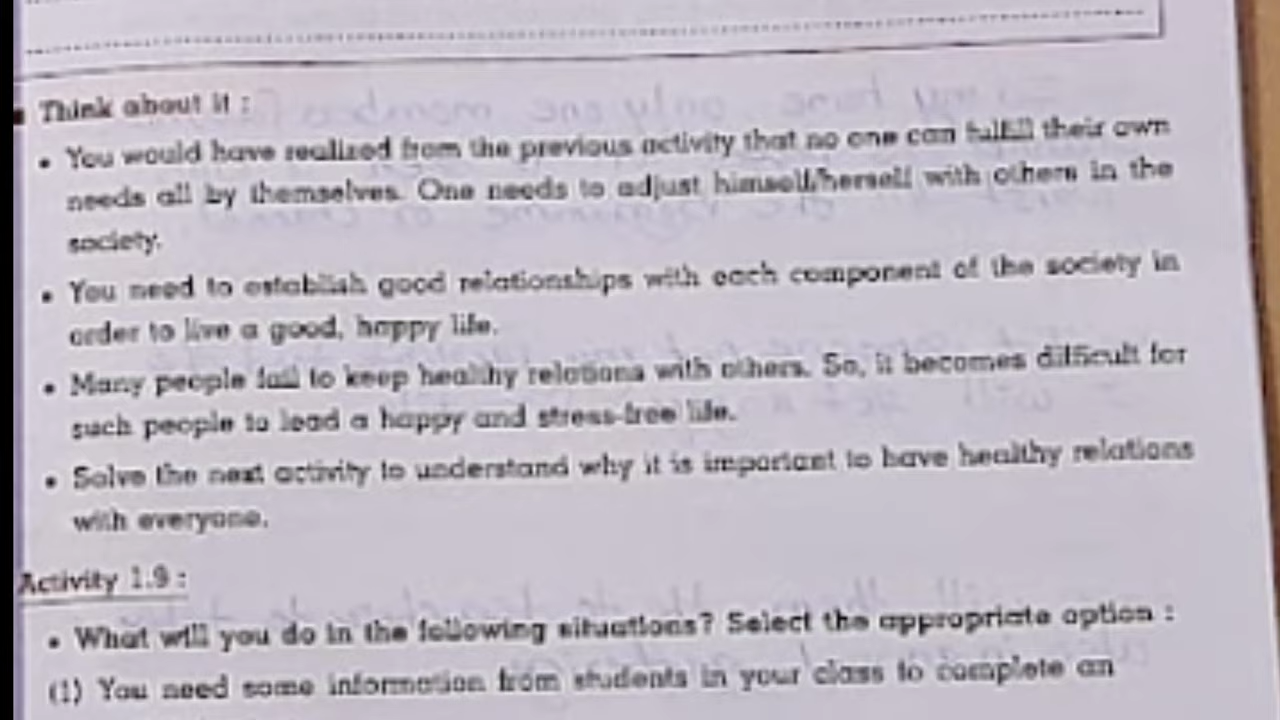 Think about it :
• You would have realized from the previous activity that no one can fulfill their own
needs all by themselves. One needs to adjust himself/herself with others in the
society.
• You need to establish good relationships with each component of the society in
order to live a good, happy life.
• Many people fail to keep healthy relations with others. So, it becomes difficult for
such people to lead a happy and stress-free life.
• Solve the next activity to understand why it is important to have healthy relations
with everyone.
Activity 1.9 :
• What will you do in the following situations? Select the appropriate option :
(1) You need some information from students in your class to complete an